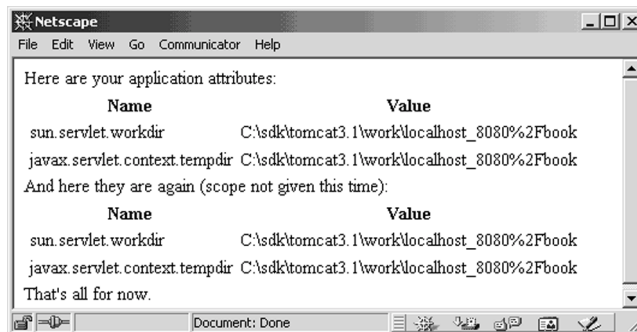 Netscape
File Edit View Go Communicator Help
Here are your application attributes:
Name Value
sun.servlet.workdir C:\sdk\tomcat3.1\work\localhost_8080%2Fbook
javax.servlet.context.tempdir C:\sdk\tomcat3.1\work\localhost_8080%2Fbook
And here they are again (scope not given this time):
Name Value
sun.servlet.workdir C:\sdk\tomcat3.1\work\localhost_8080%2Fbook
javax.servlet.context.tempdir C:\sdk\tomcat3.1\work\localhost_8080%2Fbook
That's all for now.
Document: Done